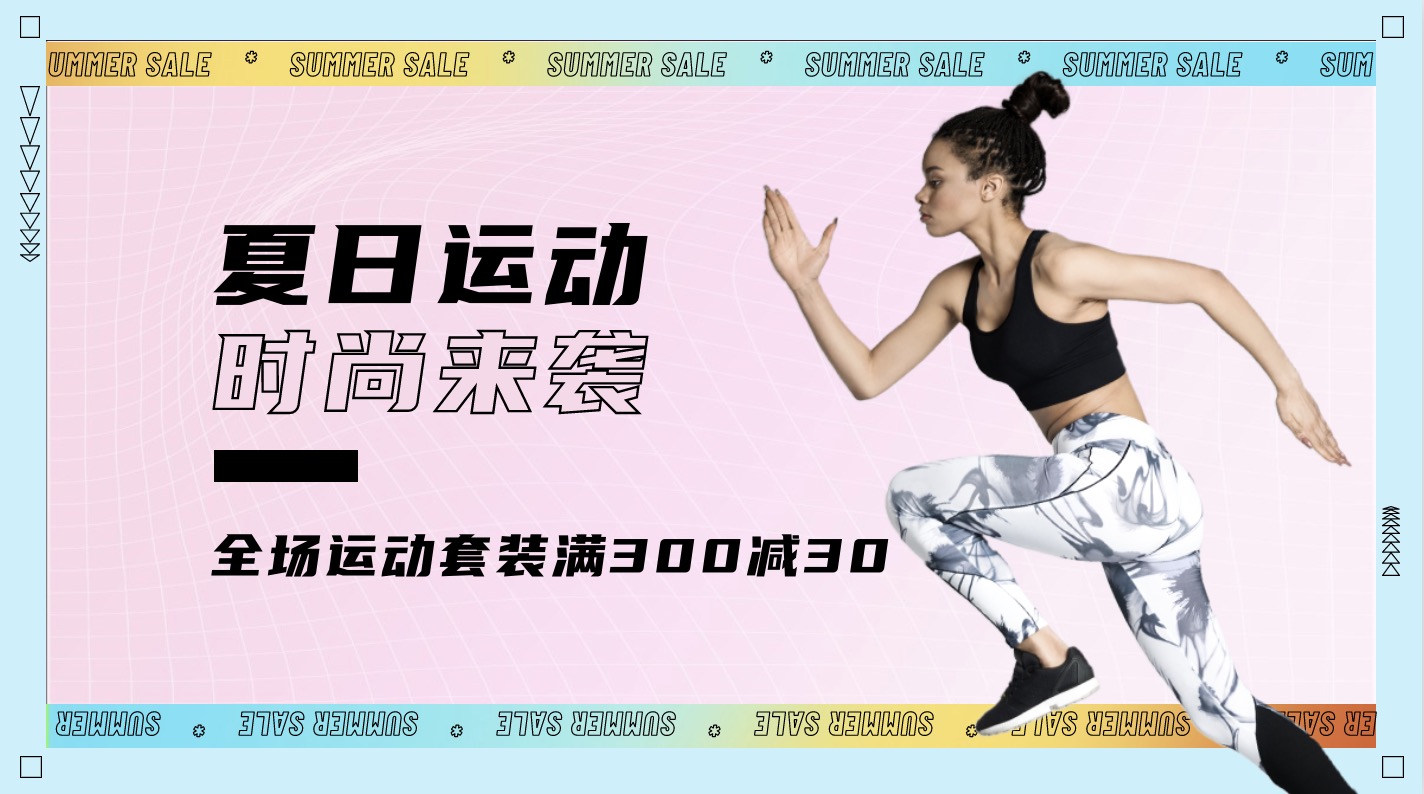 UMMER SALE * SUMMER SALE * SUMMER SALE * SUMMER SALE * SUMMER SALE * SUM
夏日运动
时尚来袭
全场运动套装满300减30
ER SALE SUMMER SALE * SUMMER SALE * SUMMER SALE * SUMMER SALE * SUMMER